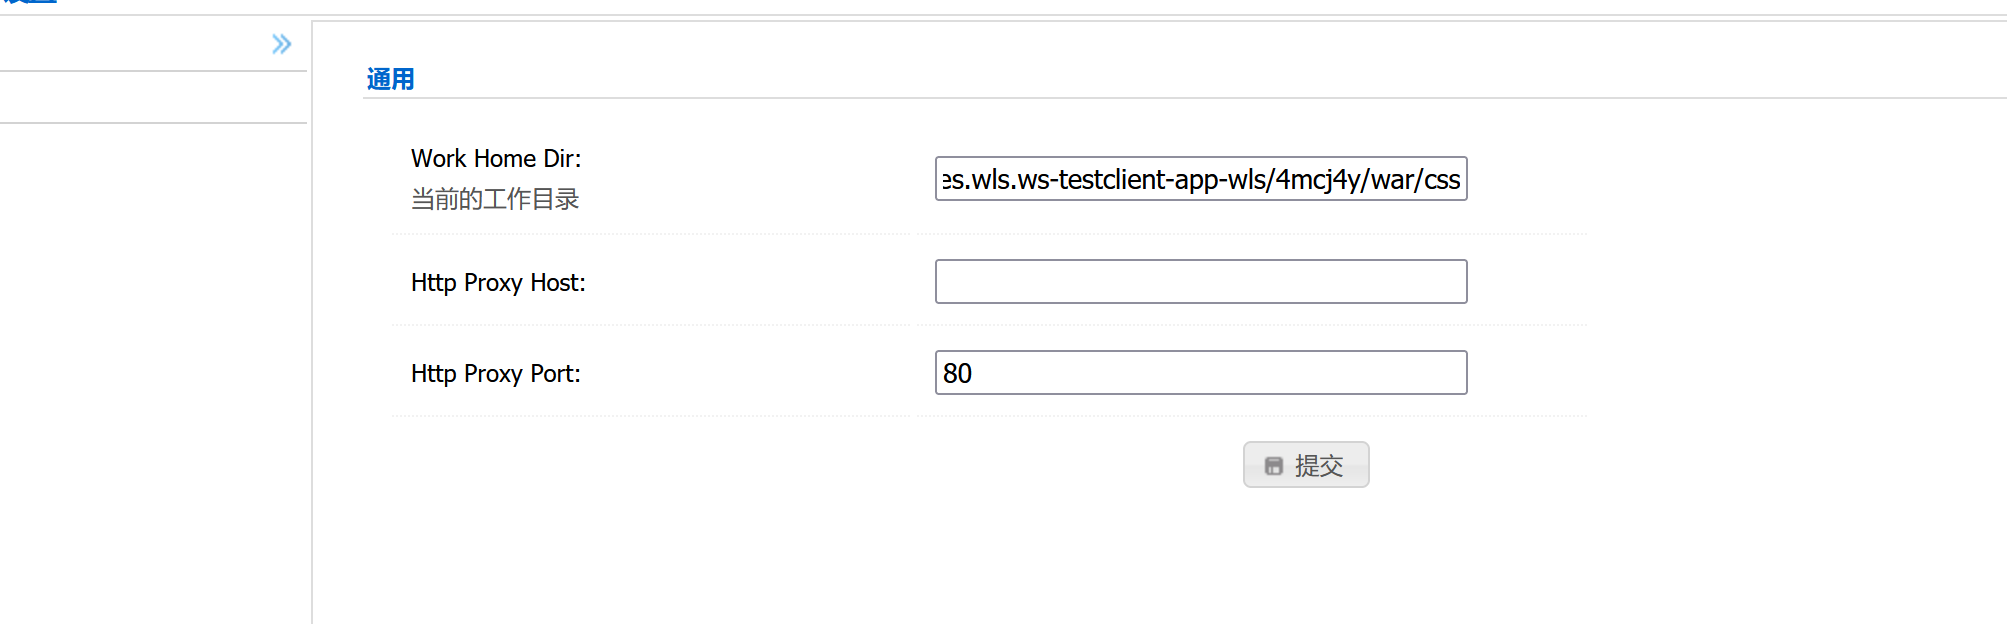 通用
Work Home Dir:
当前的工作目录
es.wls.ws-testclient-app-wls/4mcj4y/war/css
Http Proxy Host:
Http Proxy Port:
80
提交